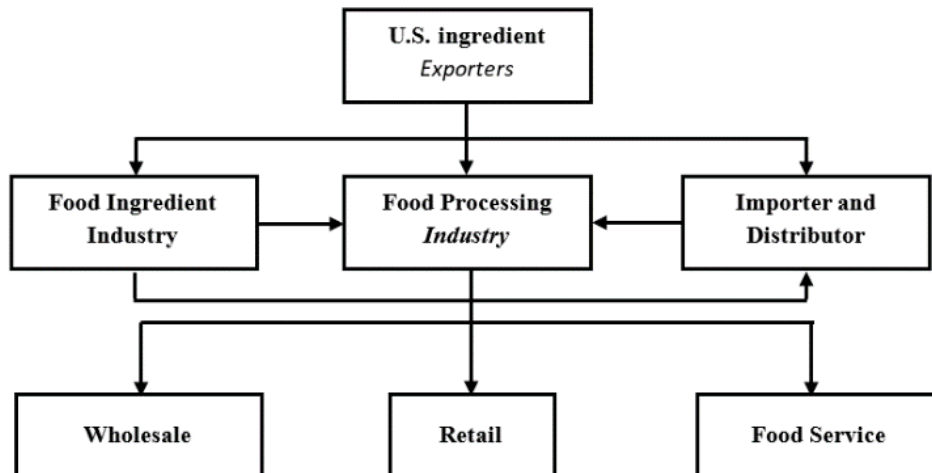 U.S. ingredient
Exporters
Food Ingredient
Industry
Food Processing
Industry
Importer and
Distributor
Wholesale
Retail
Food Service